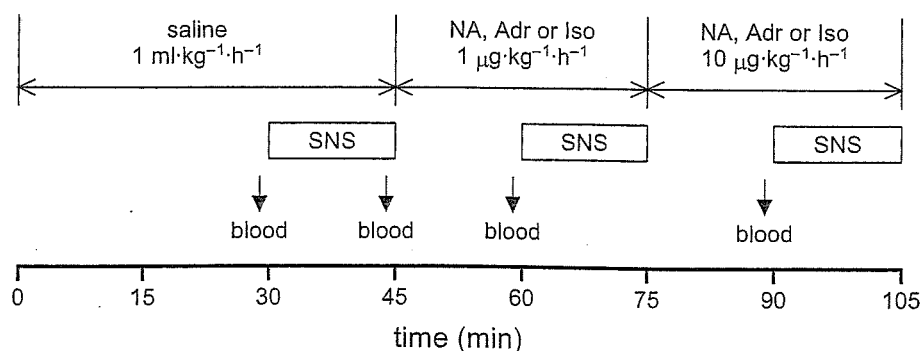 saline
1 ml·kg⁻¹·h⁻¹
NA, Adr or Iso
1 µg·kg⁻¹·h⁻¹
NA, Adr or Iso
10 µg·kg⁻¹·h⁻¹
SNS
SNS
SNS
blood
blood
blood
blood
0 15 30 45 60 75 90 105
time (min)